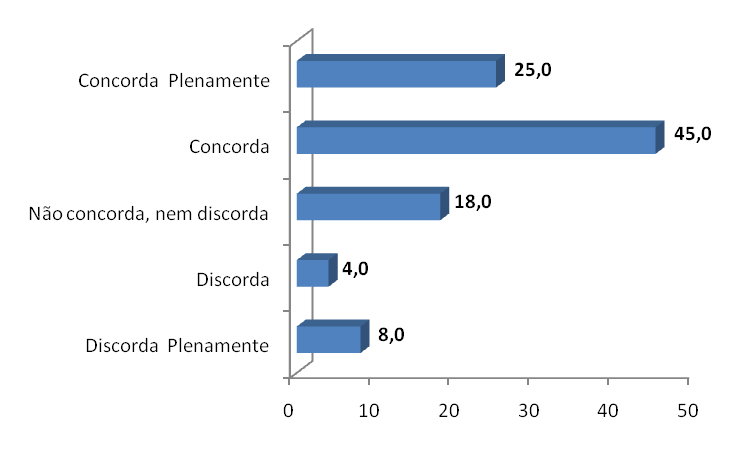 Concorda Plenamente 25,0
Concorda 45,0
Não concorda, nem discorda 18,0
Discorda 4,0
Discorda Plenamente 8,0
0 10 20 30 40 50